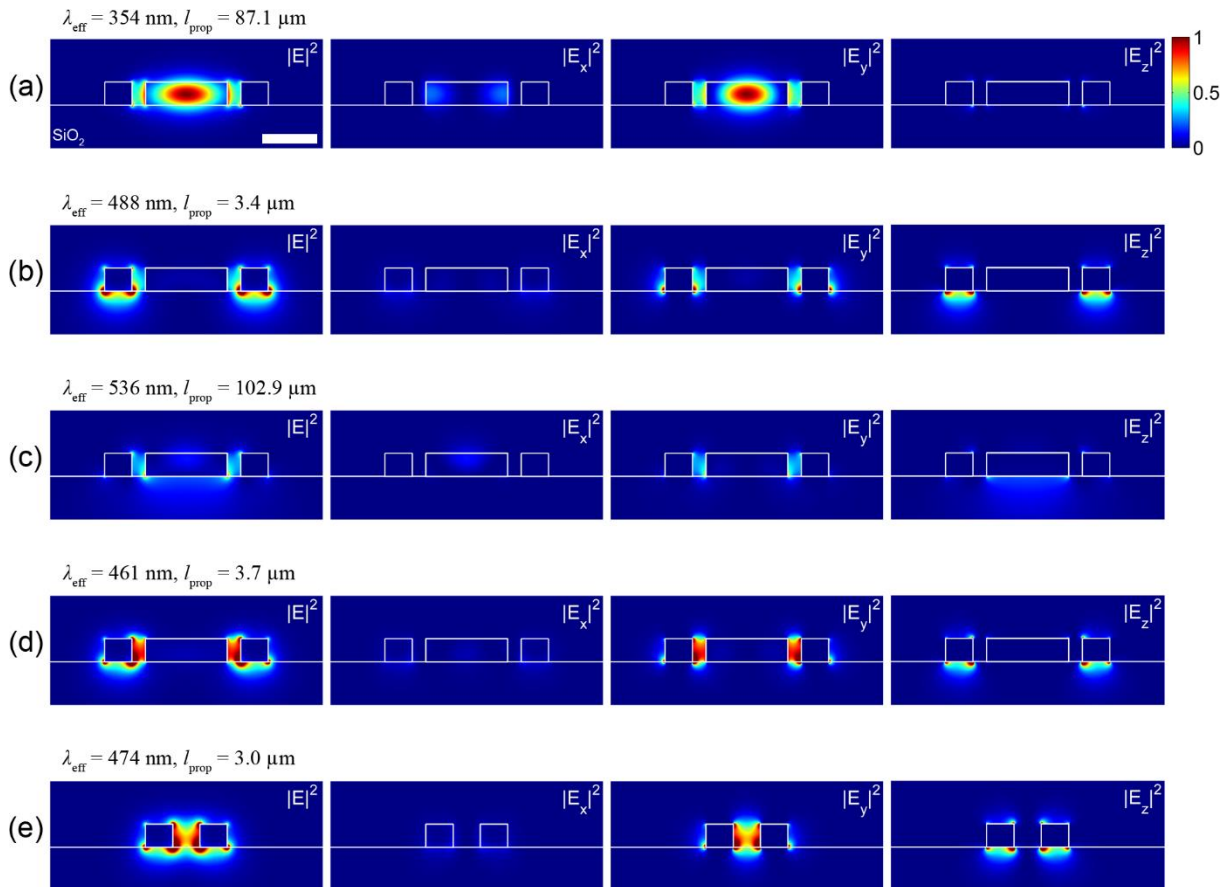 λeff = 354 nm, lprop = 87.1 µm
(a) |E|² |Ex|² |Ey|² |Ez|² 1
0.5
SiO2 0
λeff = 488 nm, lprop = 3.4 µm
(b) |E|² |Ex|² |Ey|² |Ez|²
λeff = 536 nm, lprop = 102.9 µm
(c) |E|² |Ex|² |Ey|² |Ez|²
λeff = 461 nm, lprop = 3.7 µm
(d) |E|² |Ex|² |Ey|² |Ez|²
λeff = 474 nm, lprop = 3.0 µm
(e) |E|² |Ex|² |Ey|² |Ez|²